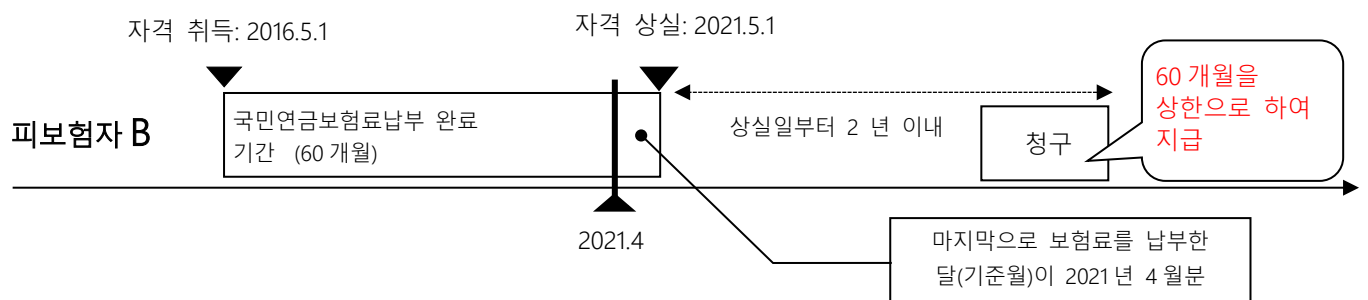 자격 취득: 2016.5.1
자격 상실: 2021.5.1
60 개월을
상한으로 하여
지급
국민연금보험료납부 완료
기간 (60 개월)
상실일부터 2 년 이내
청구
피보험자 B
2021.4
마지막으로 보험료를 납부한
달(기준월)이 2021 년 4 월분